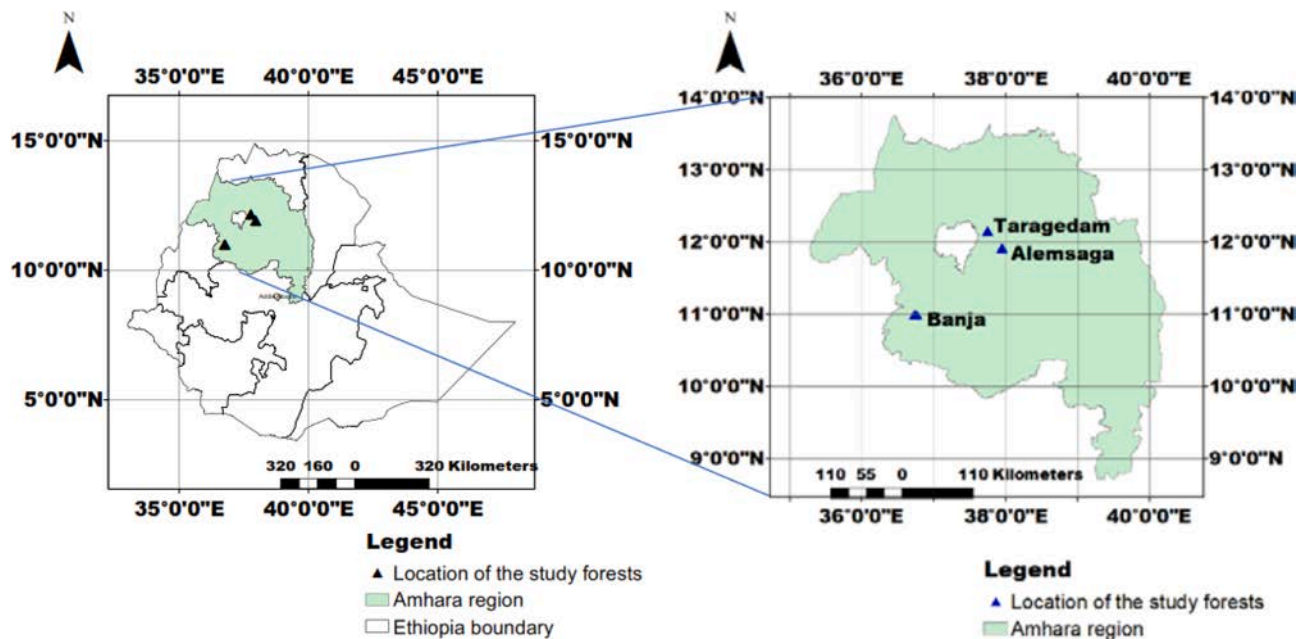 N
35°0'0"E 40°0'0"E 45°0'0"E
15°0'0"N 15°0'0"N
10°0'0"N 10°0'0"N
5°0'0"N 5°0'0"N
320 160 0 320 Kilometers
35°0'0"E 40°0'0"E 45°0'0"E
Legend
Location of the study forests
Amhara region
Ethiopia boundary
N
36°0'0"E 38°0'0"E 40°0'0"E
14°0'0"N 14°0'0"N
13°0'0"N 13°0'0"N
Taragedam
12°0'0"N 12°0'0"N
Alemsaga
11°0'0"N 11°0'0"N
Banja
10°0'0"N 10°0'0"N
9°0'0"N 9°0'0"N
110 55 0 110 Kilometers
36°0'0"E 38°0'0"E 40°0'0"E
Legend
Location of the study forests
Amhara region